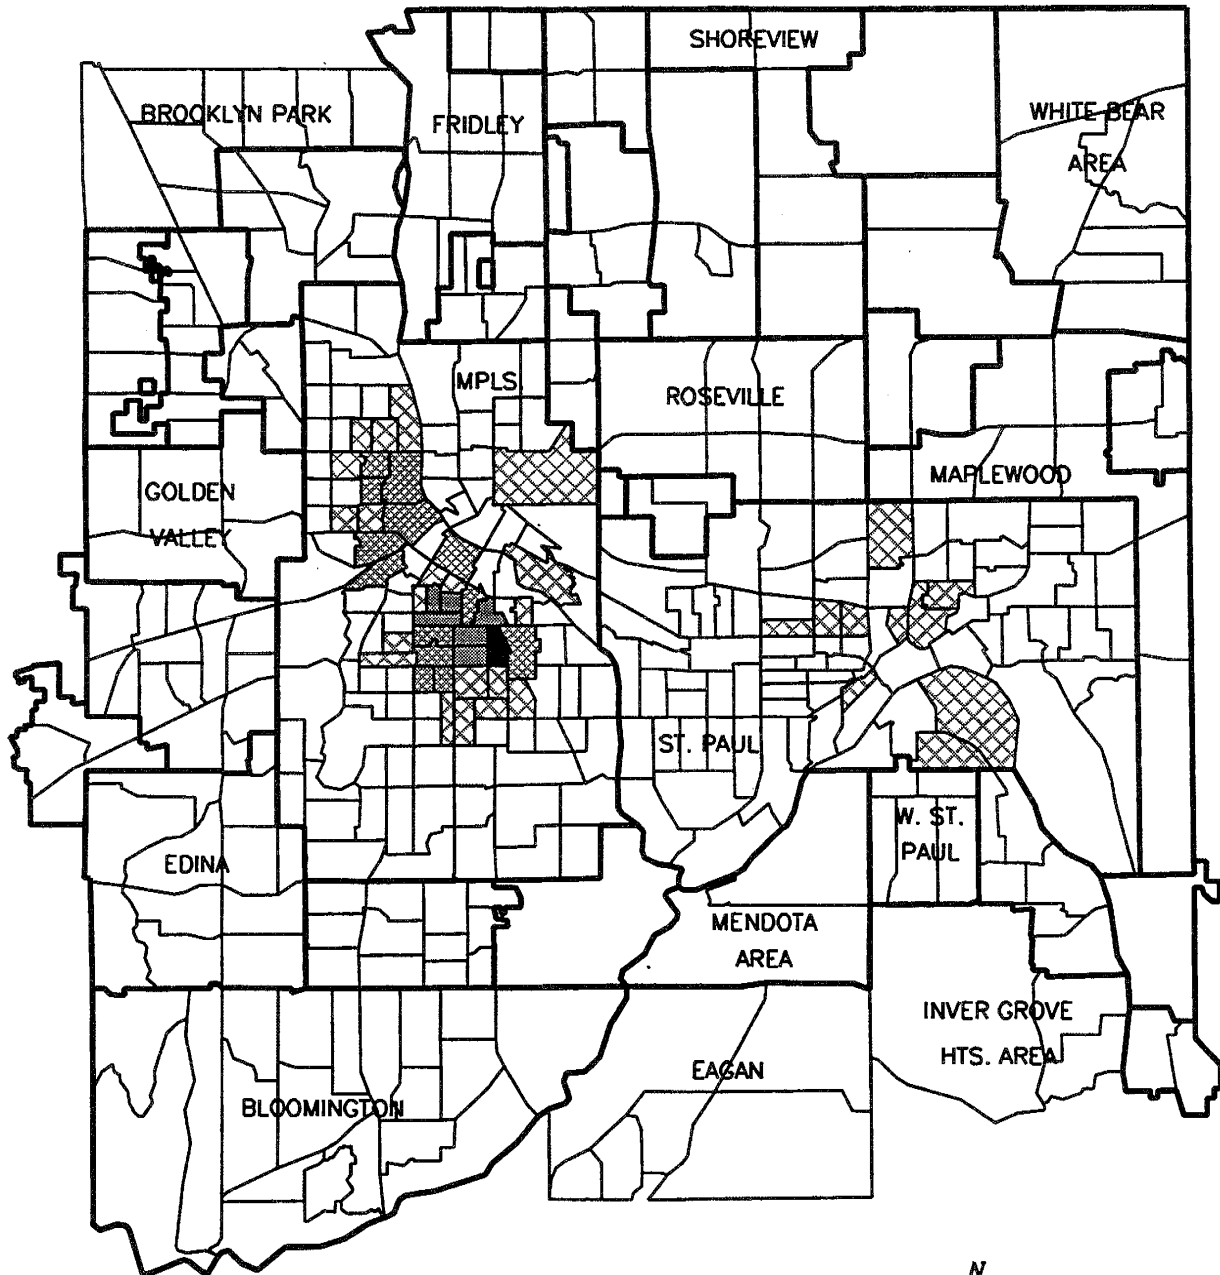 SHOREVIEW
BROOKLYN PARK
FRIDLEY
WHITE BEAR
AREA
MPLS.
ROSEVILLE
GOLDEN
VALLEY
MAPLEWOOD
ST. PAUL
W. ST.
PAUL
EDINA
MENDOTA
AREA
INVER GROVE
HTS. AREA
EAGAN
BLOOMINGTON
N